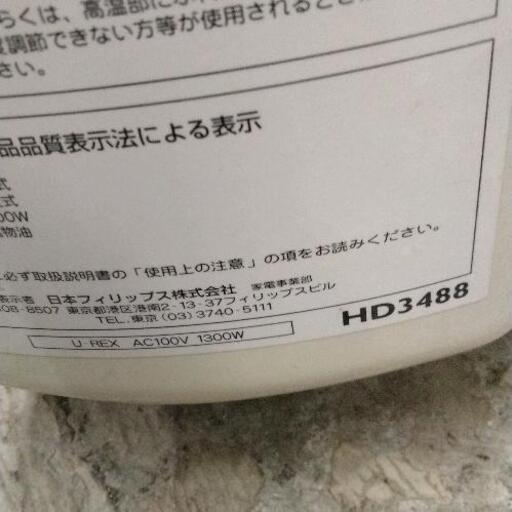 らくは、高温部に
調節できない方等が使用されるとき
さい。
品品質表示法による表示
式
式
00W
物油
必ず取扱説明書の「使用上の注意」の項をお読みください。
表示者 日本フィリップス株式会社 家電事業部
08-8507 東京都港区港南2-13-37フィリップスビル
TEL.東京(03)3740-5111
U-REX AC100V 1300W
HD3488